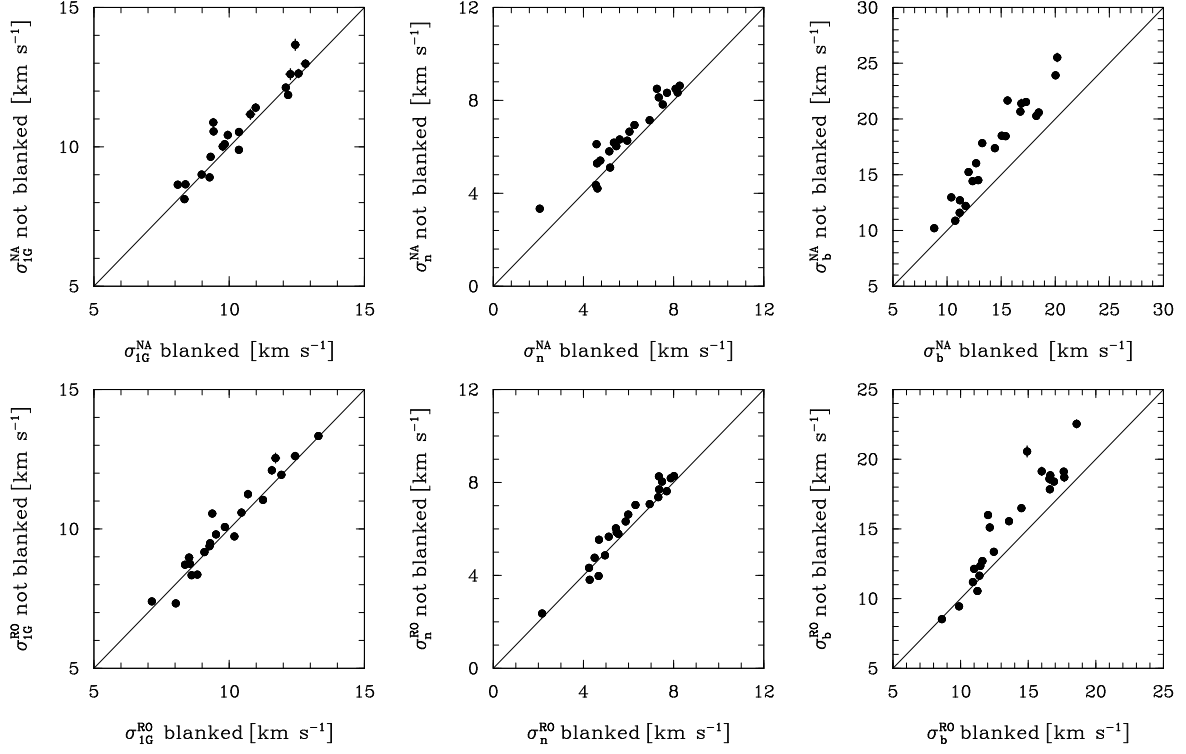 15
10
5
5 10 15
σ_1G^NA not blanked [km s⁻¹]
σ_1G^NA blanked [km s⁻¹]
12
8
4
0
0 4 8 12
σ_n^NA not blanked [km s⁻¹]
σ_n^NA blanked [km s⁻¹]
30
25
20
15
10
5
5 10 15 20 25 30
σ_b^NA not blanked [km s⁻¹]
σ_b^NA blanked [km s⁻¹]
15
10
5
5 10 15
σ_1G^RO not blanked [km s⁻¹]
σ_1G^RO blanked [km s⁻¹]
12
8
4
0
0 4 8 12
σ_n^RO not blanked [km s⁻¹]
σ_n^RO blanked [km s⁻¹]
25
20
15
10
5
5 10 15 20 25
σ_b^RO not blanked [km s⁻¹]
σ_b^RO blanked [km s⁻¹]